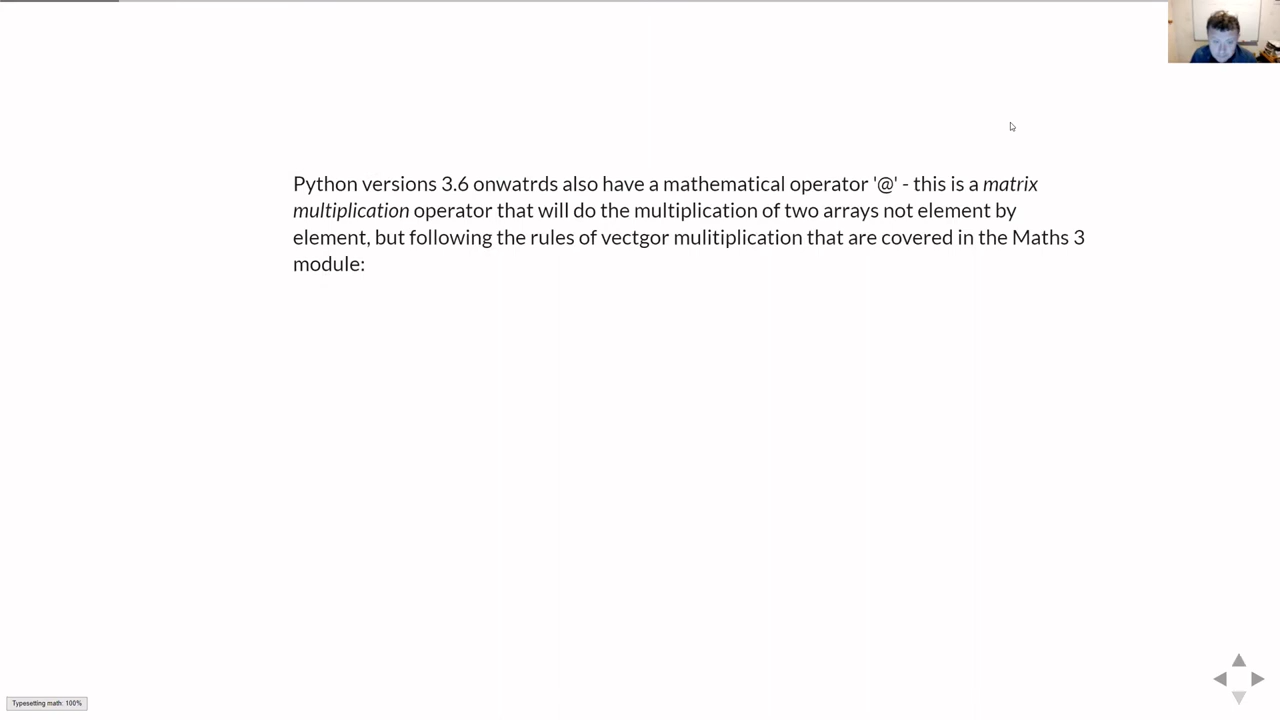 Python versions 3.6 onwatrds also have a mathematical operator '@' - this is a matrix
multiplication operator that will do the multiplication of two arrays not element by
element, but following the rules of vectgor mulitiplication that are covered in the Maths 3
module:
Typesetting math: 100%